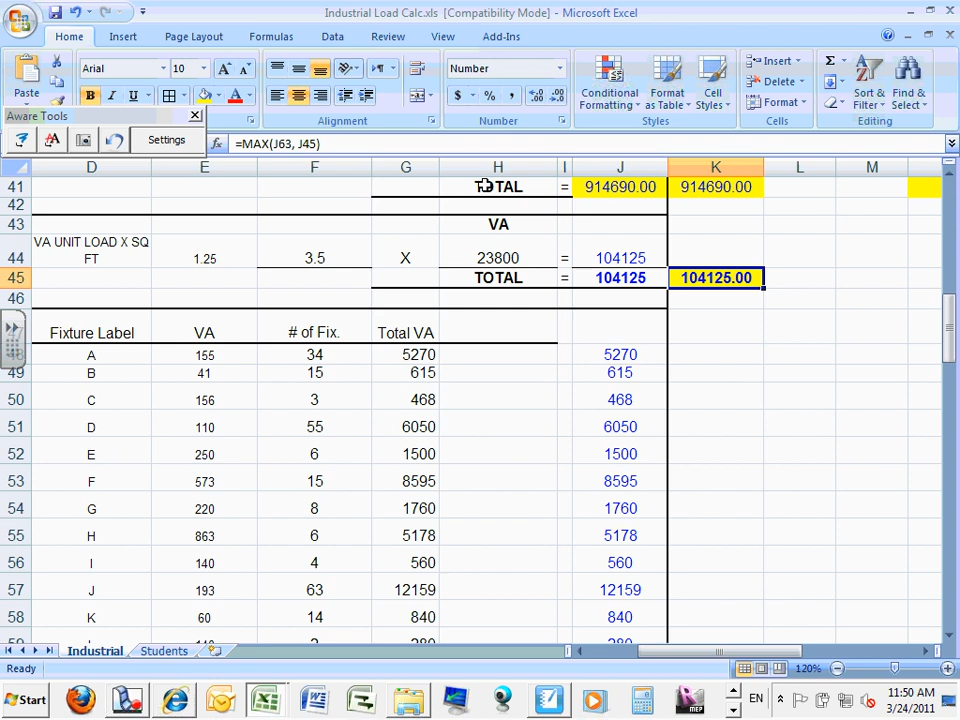 Industrial Load Calc.xls [Compatibility Mode] - Microsoft Excel
Home Insert Page Layout Formulas Data Review View Add-Ins
Paste
Arial 10
B I U
Number
$ % ,
Conditional Formatting
Format as Table
Cell Styles
Insert
Delete
Format
Σ
Sort & Filter
Find & Select
Alignment Number Styles Cells Editing
Aware Tools
Settings
fx =MAX(J63, J45)
D E F G H I J K L M
41 TOTAL = 914690.00 914690.00
42
43 VA
44 VA UNIT LOAD X SQ FT 1.25 3.5 X 23800 = 104125
45 TOTAL = 104125 104125.00
46
47 Fixture Label VA # of Fix. Total VA
48 A 155 34 5270 5270
49 B 41 15 615 615
50 C 156 3 468 468
51 D 110 55 6050 6050
52 E 250 6 1500 1500
53 F 573 15 8595 8595
54 G 220 8 1760 1760
55 H 863 6 5178 5178
56 I 140 4 560 560
57 J 193 63 12159 12159
58 K 60 14 840 840
Industrial Students
Ready 120%
Start
MEP
EN
11:50 AM
3/24/2011